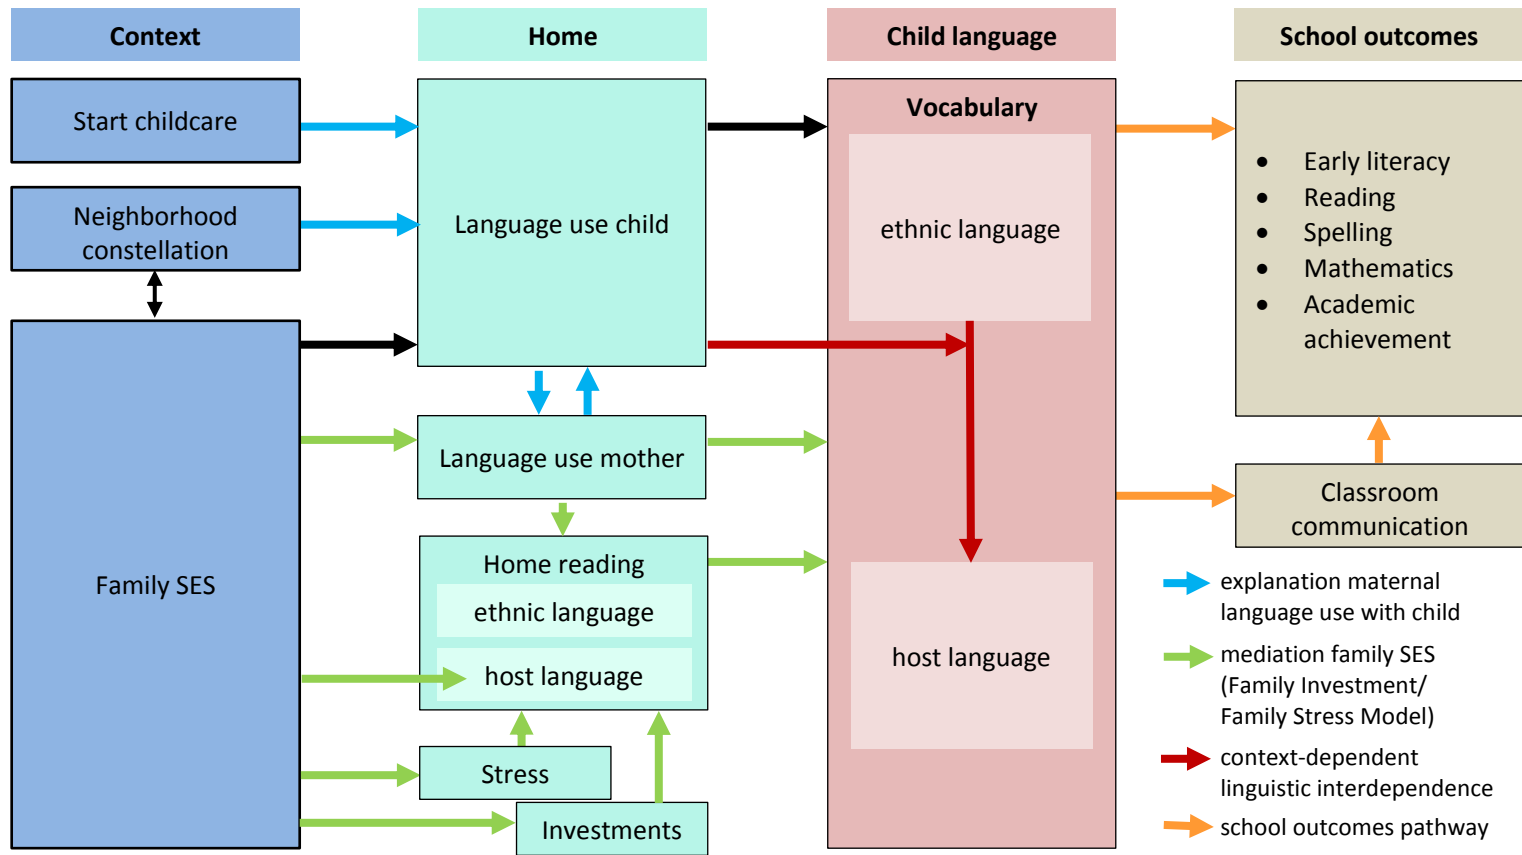 Context
Home
Child language
School outcomes
Start childcare
Neighborhood
constellation
Family SES
Language use child
Language use mother
Home reading
ethnic language
host language
Stress
Investments
Vocabulary
ethnic language
host language
• Early literacy
• Reading
• Spelling
• Mathematics
• Academic
achievement
Classroom
communication
explanation maternal
language use with child
mediation family SES
(Family Investment/
Family Stress Model)
context-dependent
linguistic interdependence
school outcomes pathway